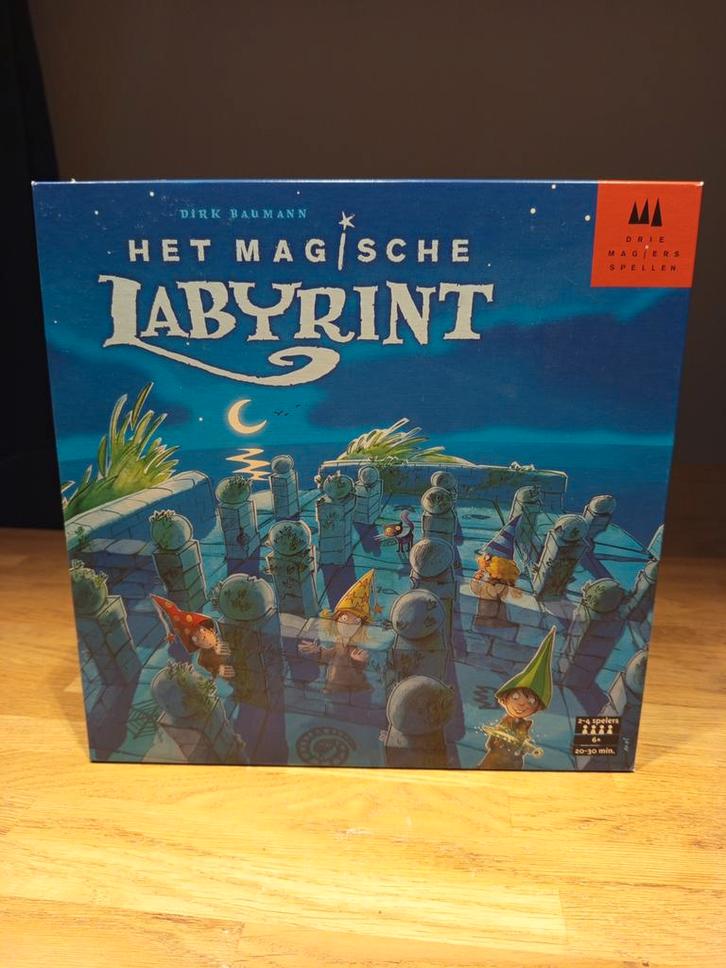 DIRK BAUMANN
HET MAGISCHE
LABYRINT
DRIE
MAGIERS
SPELLEN
2-4 spelers
6+
20-30 min.